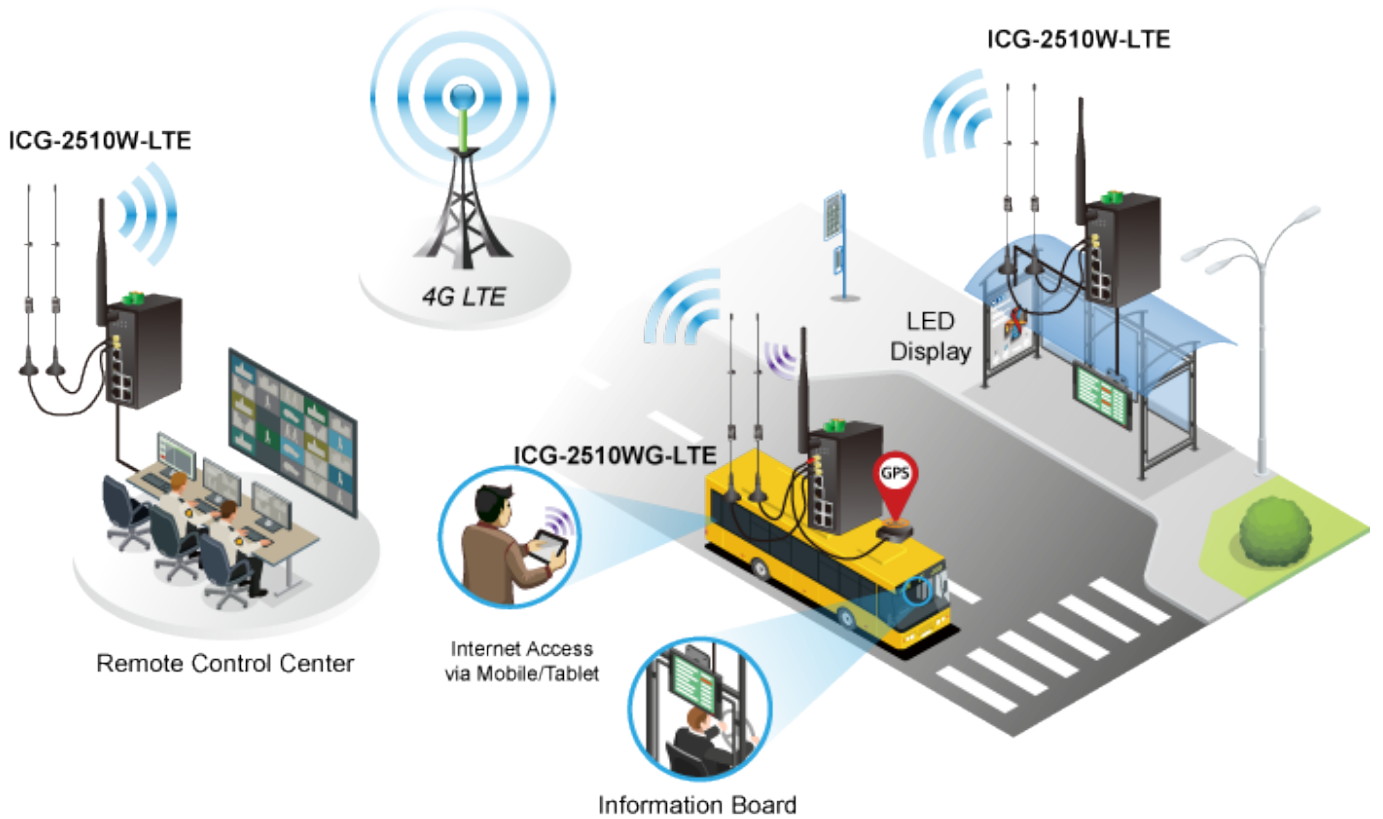 ICG-2510W-LTE
ICG-2510W-LTE
4G LTE
LED
Display
ICG-2510WG-LTE
GPS
Internet Access
via Mobile/Tablet
Remote Control Center
Information Board